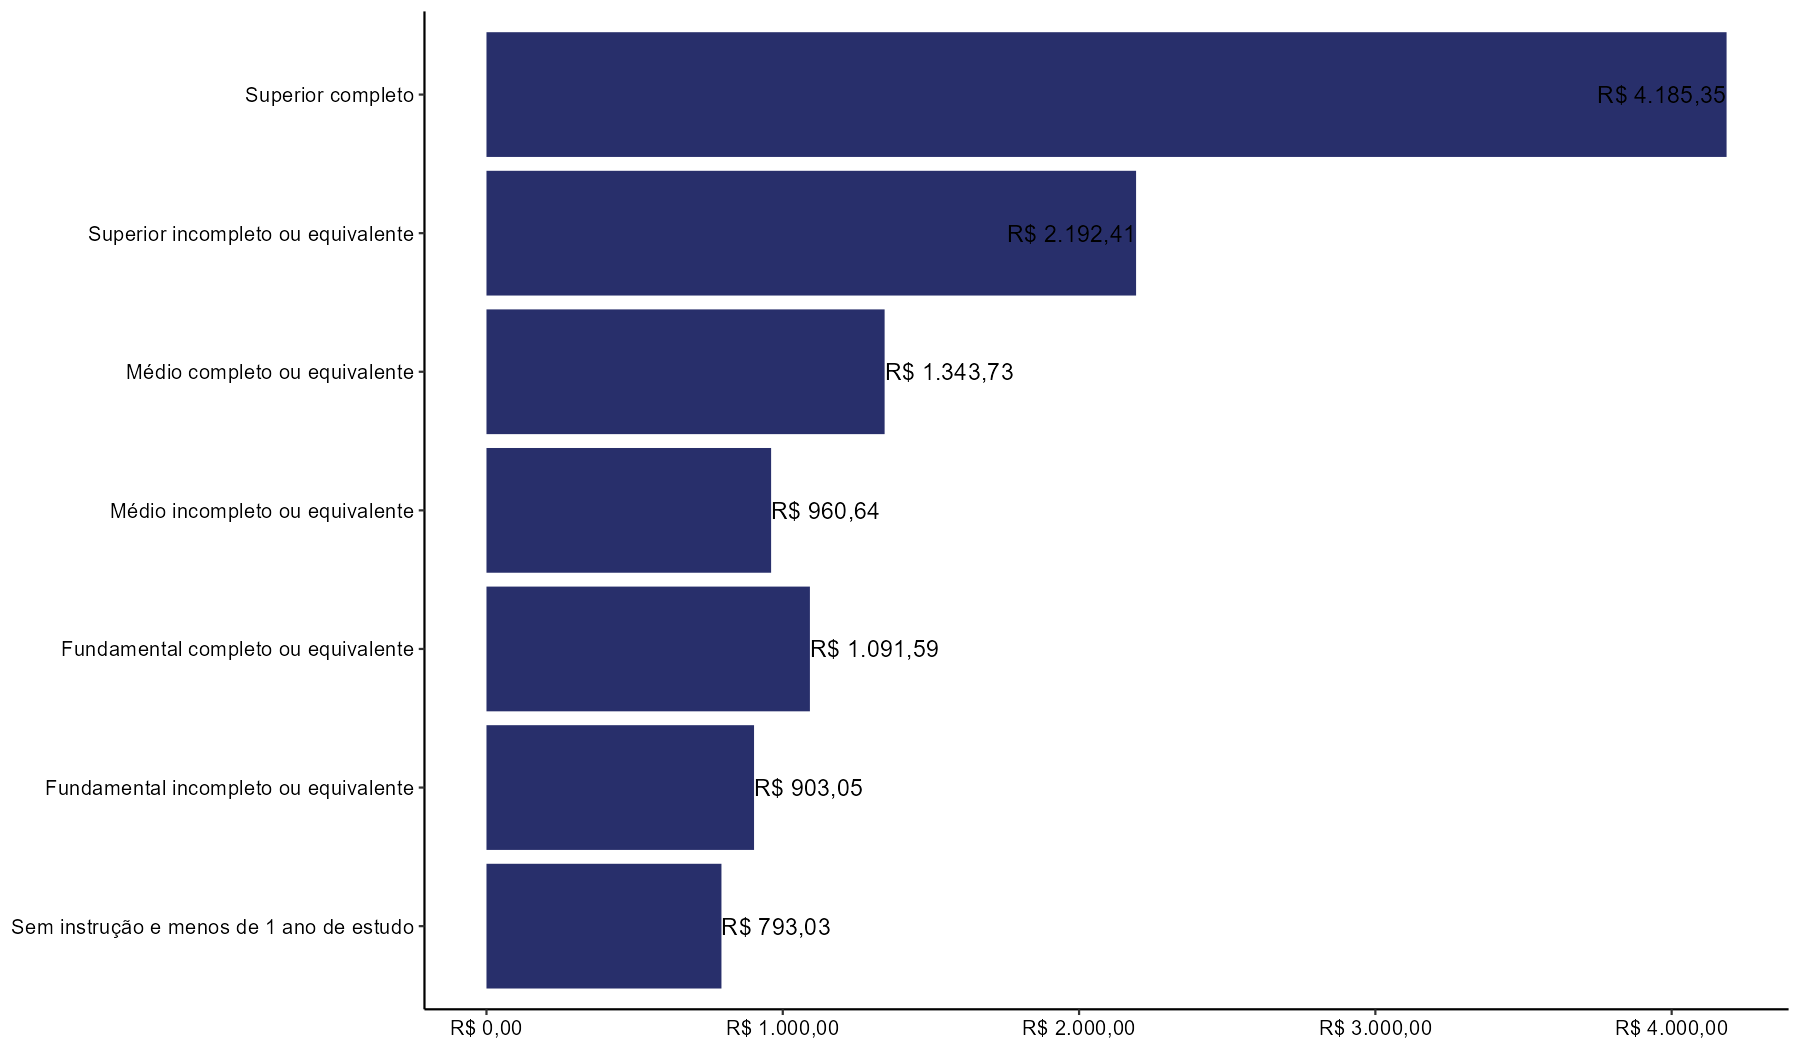 Superior completo
R$ 4.185,35
Superior incompleto ou equivalente
R$ 2.192,41
Médio completo ou equivalente
R$ 1.343,73
Médio incompleto ou equivalente
R$ 960,64
Fundamental completo ou equivalente
R$ 1.091,59
Fundamental incompleto ou equivalente
R$ 903,05
Sem instrução e menos de 1 ano de estudo
R$ 793,03
R$ 0,00
R$ 1.000,00
R$ 2.000,00
R$ 3.000,00
R$ 4.000,00